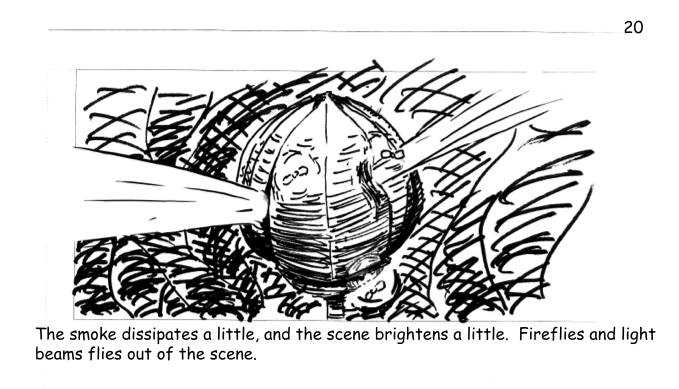 20
The smoke dissipates a little, and the scene brightens a little.  Fireflies and light
beams flies out of the scene.